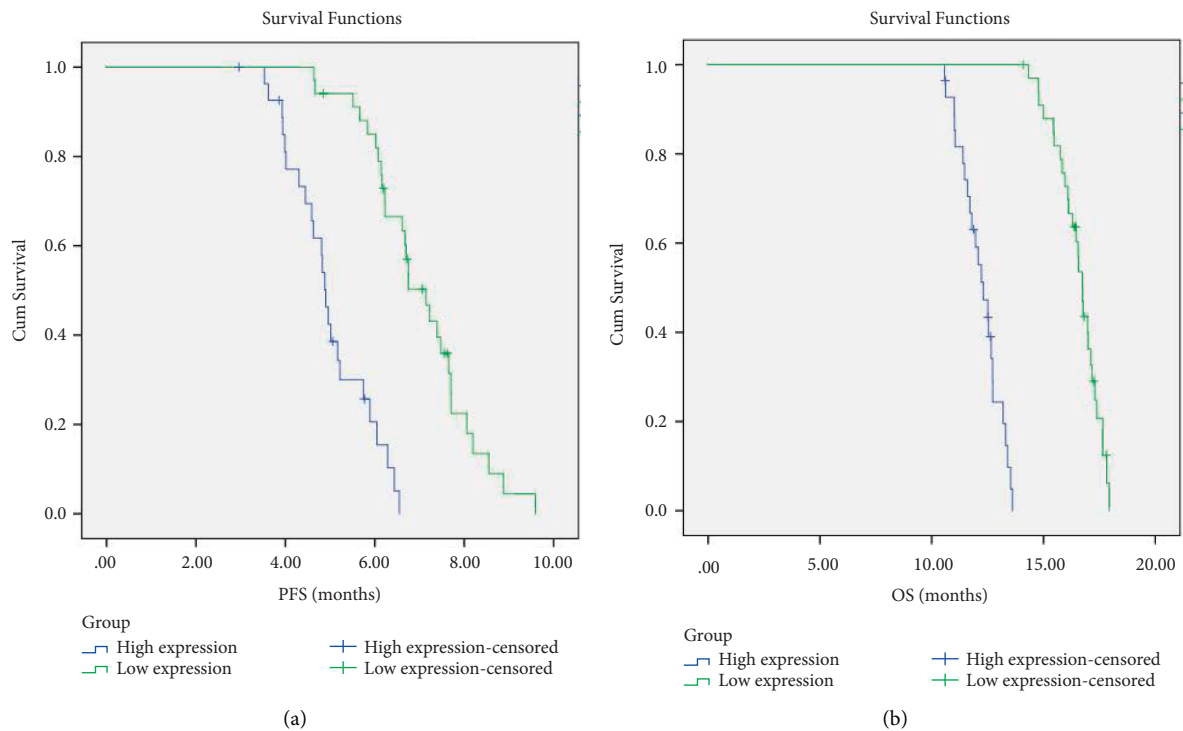 Survival Functions
1.0
0.8
0.6
0.4
0.2
0.0
Cum Survival
.00 2.00 4.00 6.00 8.00 10.00
PFS (months)
Group
High expression High expression-censored
Low expression Low expression-censored
(a)
Survival Functions
1.0
0.8
0.6
0.4
0.2
0.0
Cum Survival
.00 5.00 10.00 15.00 20.00
OS (months)
Group
High expression High expression-censored
Low expression Low expression-censored
(b)